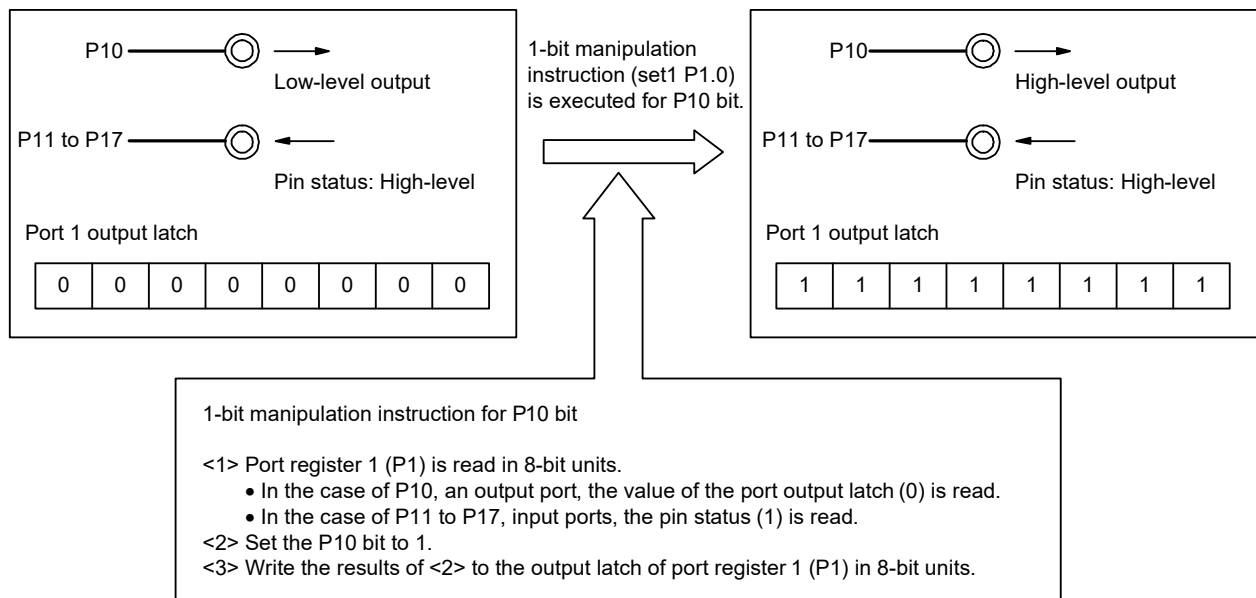 P10
Low-level output
P11 to P17
Pin status: High-level
Port 1 output latch
0 0 0 0 0 0 0 0
1-bit manipulation
instruction (set1 P1.0)
is executed for P10 bit.
P10
High-level output
P11 to P17
Pin status: High-level
Port 1 output latch
1 1 1 1 1 1 1 1
1-bit manipulation instruction for P10 bit
<1> Port register 1 (P1) is read in 8-bit units.
• In the case of P10, an output port, the value of the port output latch (0) is read.
• In the case of P11 to P17, input ports, the pin status (1) is read.
<2> Set the P10 bit to 1.
<3> Write the results of <2> to the output latch of port register 1 (P1) in 8-bit units.